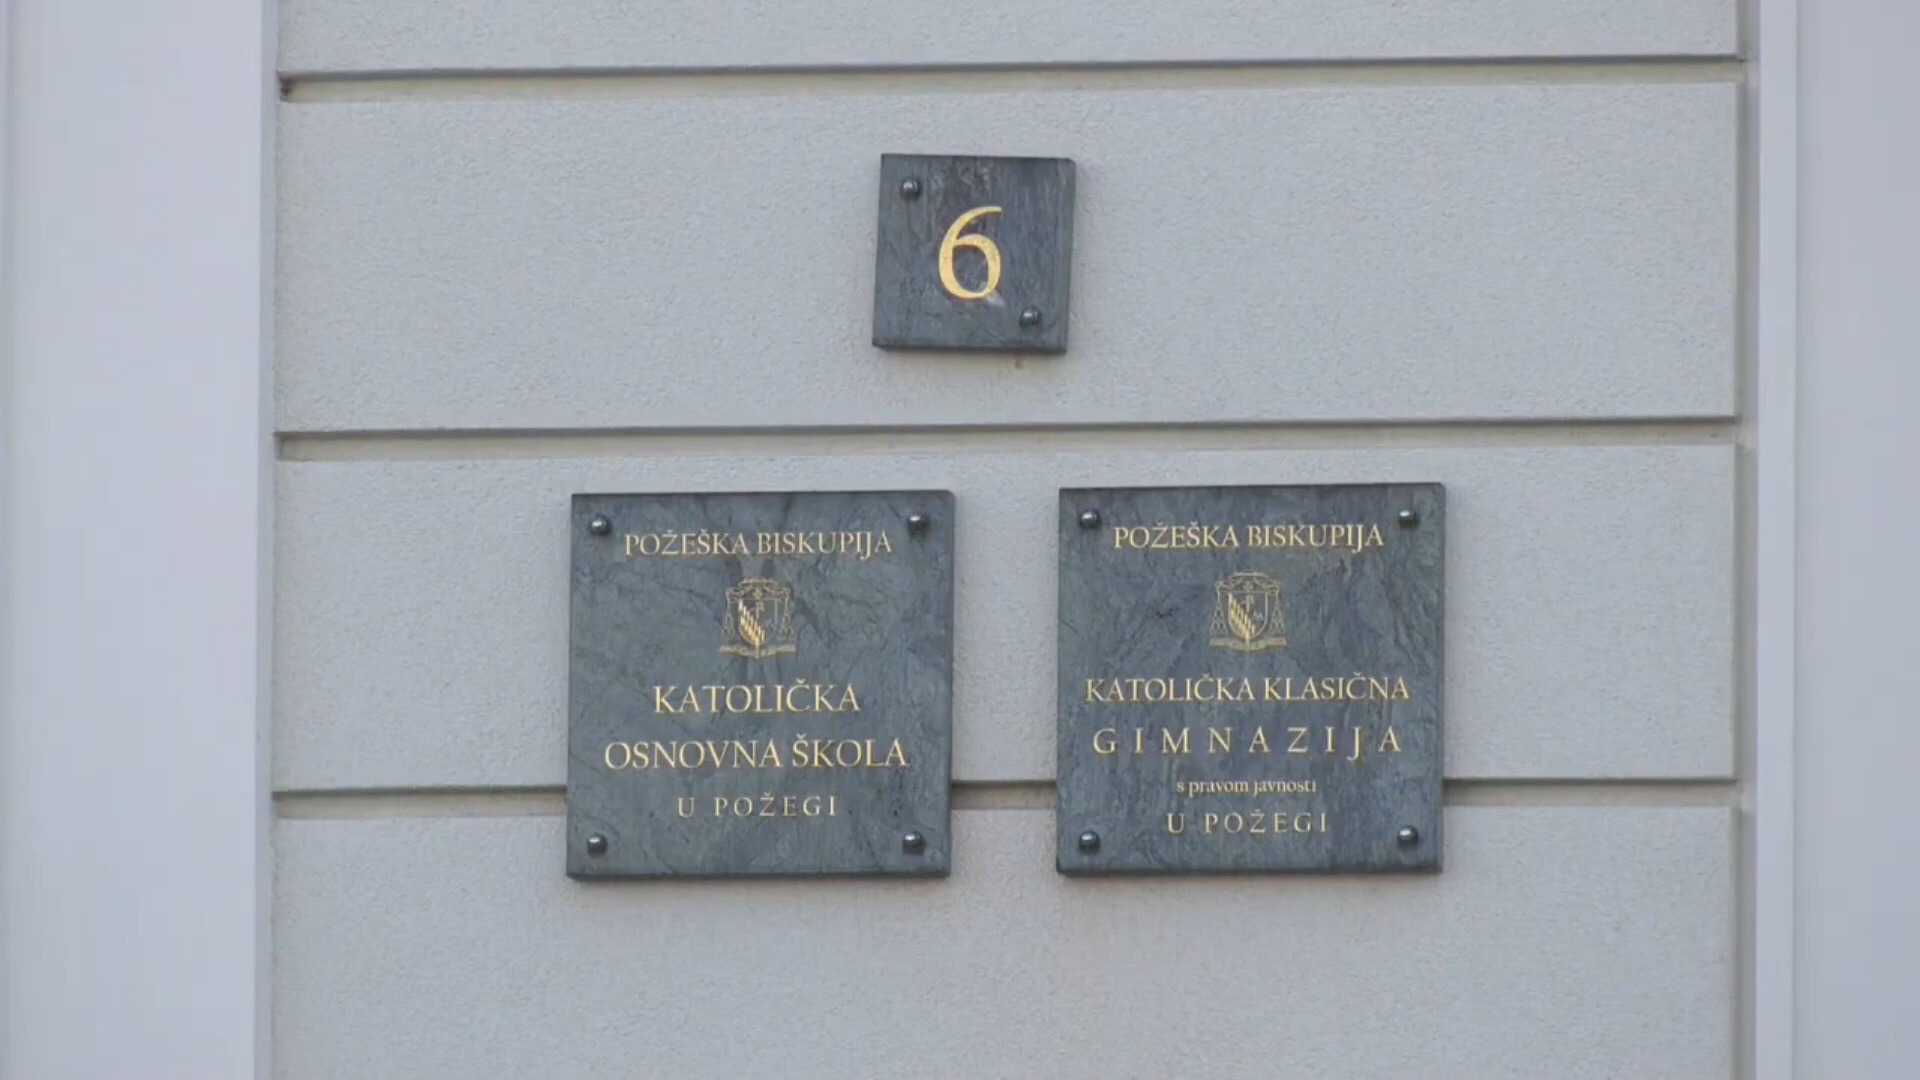 6
POŽEŠKA BISKUPIJA
KATOLIČKA
OSNOVNA ŠKOLA
U POŽEGI
POŽEŠKA BISKUPIJA
KATOLIČKA KLASIČNA
GIMNAZIJA
s pravom javnosti
U POŽEGI